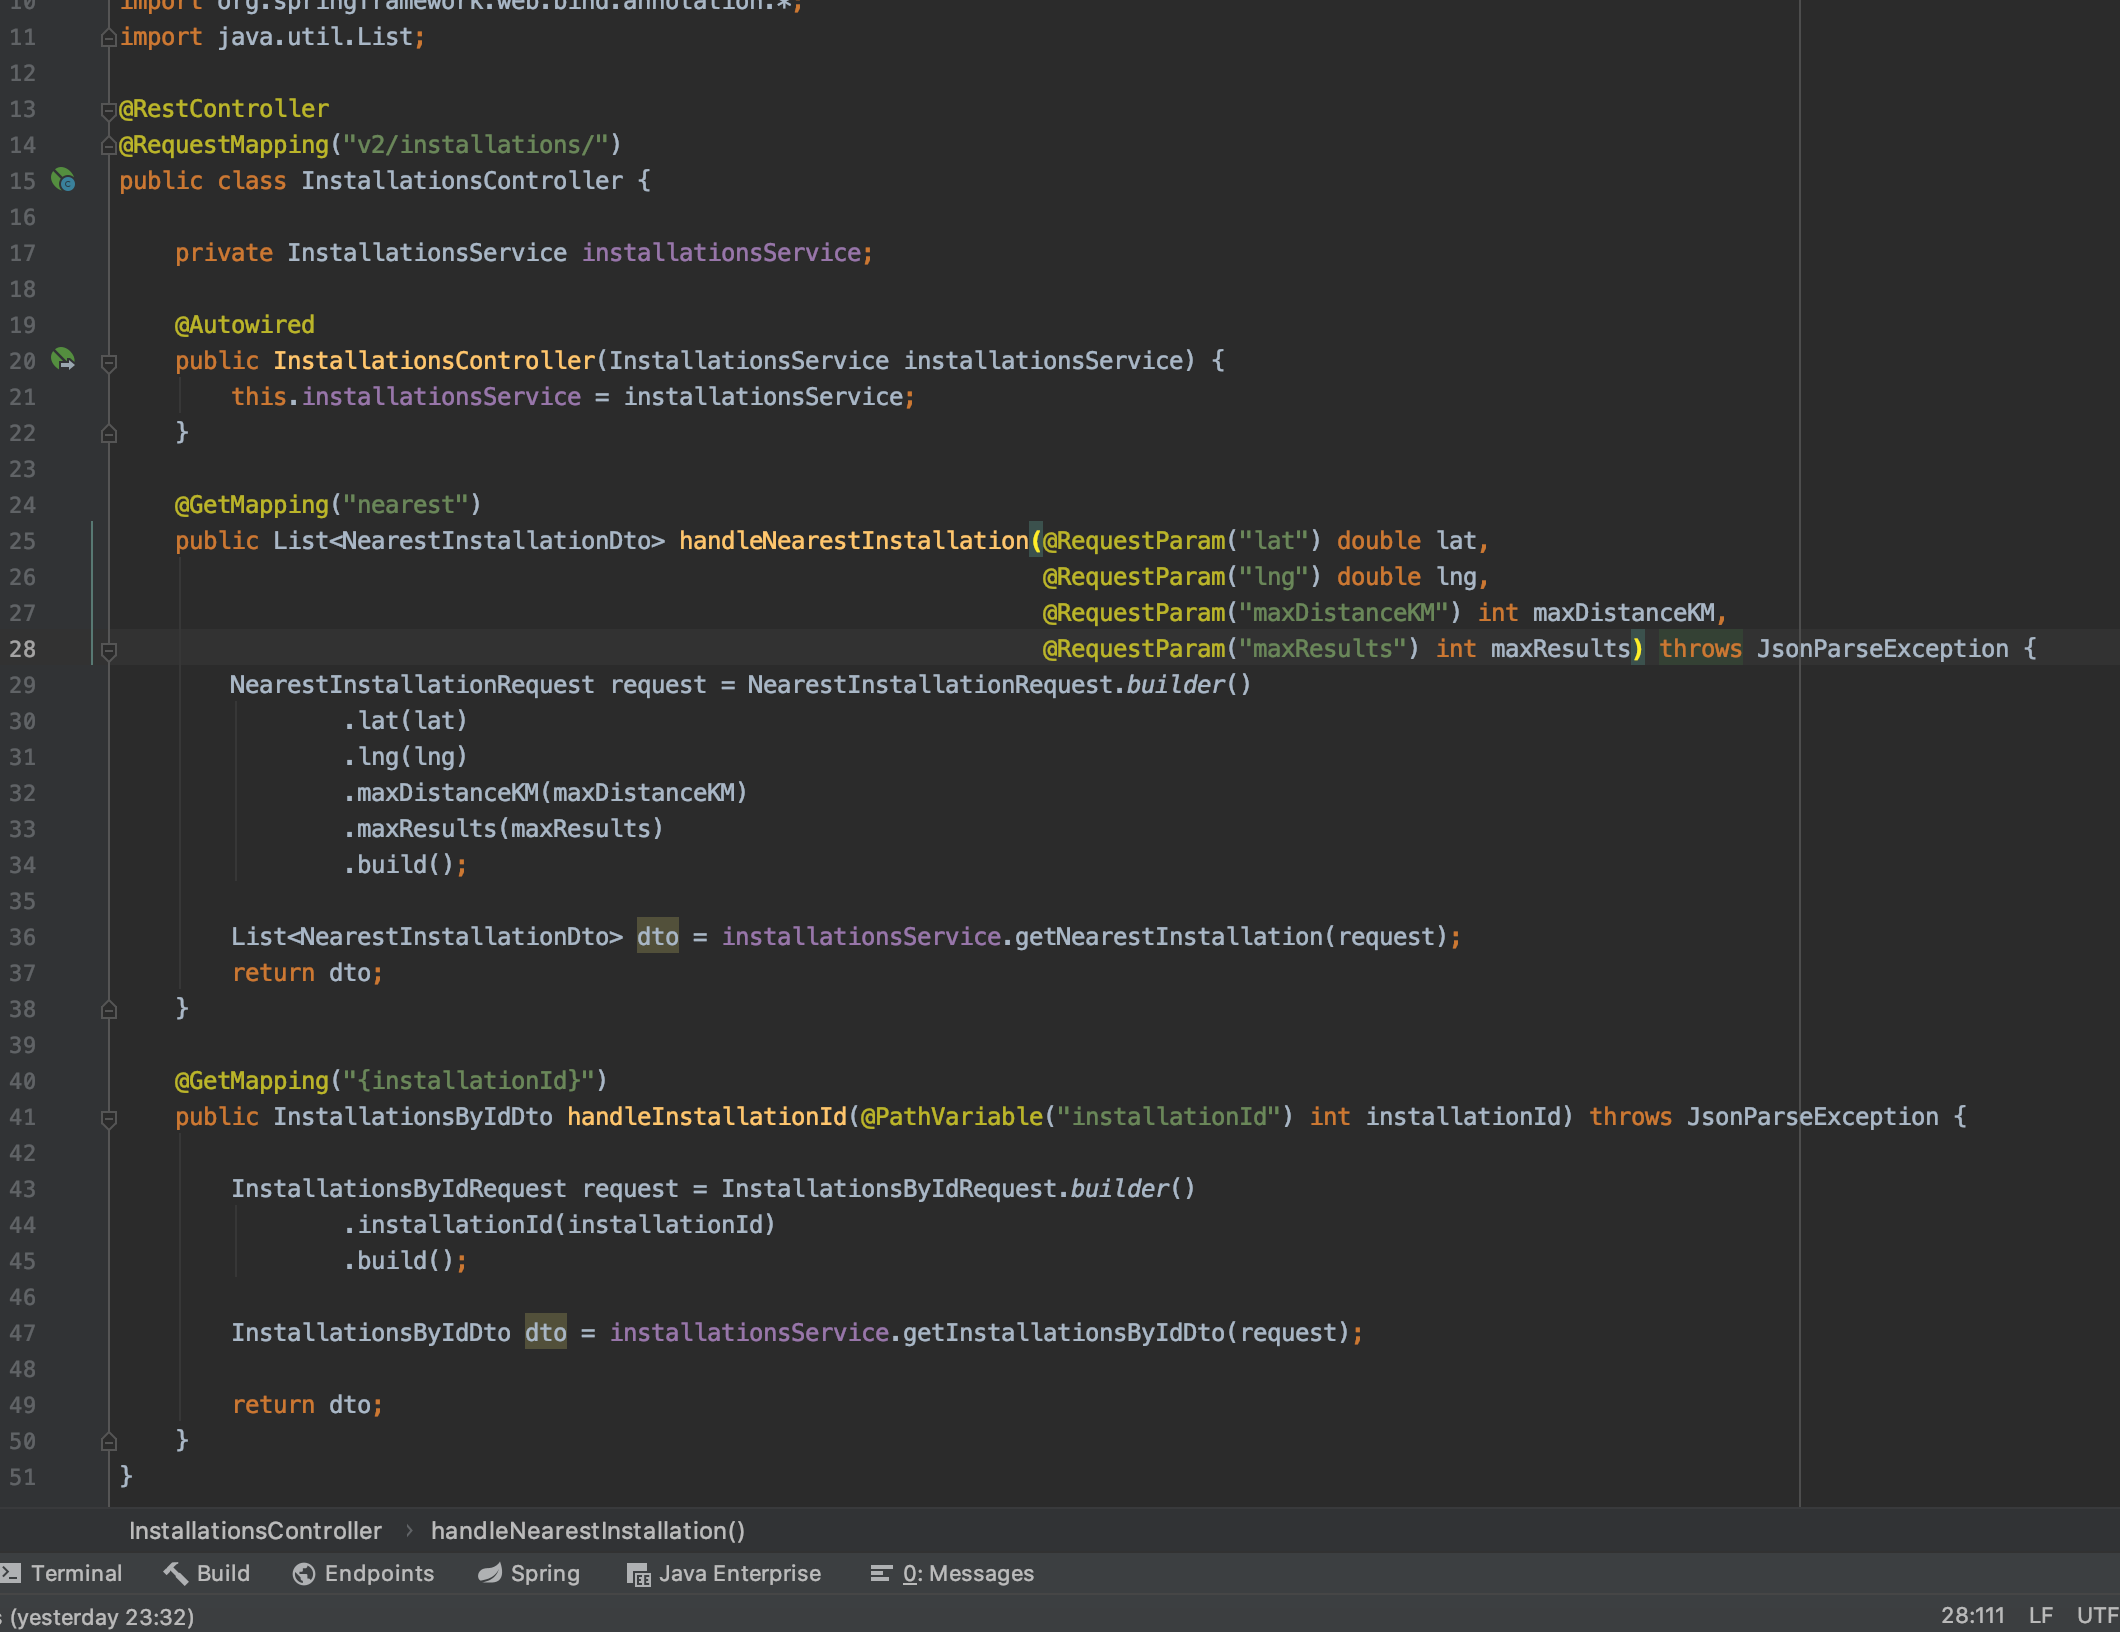 10 import org.springframework.web.bind.annotation.*;
11 import java.util.List;
12
13 @RestController
14 @RequestMapping("v2/installations/")
15 public class InstallationsController {
16
17     private InstallationsService installationsService;
18
19     @Autowired
20     public InstallationsController(InstallationsService installationsService) {
21         this.installationsService = installationsService;
22     }
23
24     @GetMapping("nearest")
25     public List<NearestInstallationDto> handleNearestInstallation(@RequestParam("lat") double lat,
26                                                                   @RequestParam("lng") double lng,
27                                                                   @RequestParam("maxDistanceKM") int maxDistanceKM,
28                                                                   @RequestParam("maxResults") int maxResults) throws JsonParseException {
29         NearestInstallationRequest request = NearestInstallationRequest.builder()
30                 .lat(lat)
31                 .lng(lng)
32                 .maxDistanceKM(maxDistanceKM)
33                 .maxResults(maxResults)
34                 .build();
35
36         List<NearestInstallationDto> dto = installationsService.getNearestInstallation(request);
37         return dto;
38     }
39
40     @GetMapping("{installationId}")
41     public InstallationsByIdDto handleInstallationId(@PathVariable("installationId") int installationId) throws JsonParseException {
42
43         InstallationsByIdRequest request = InstallationsByIdRequest.builder()
44                 .installationId(installationId)
45                 .build();
46
47         InstallationsByIdDto dto = installationsService.getInstallationsByIdDto(request);
48
49         return dto;
50     }
51 }
InstallationsController › handleNearestInstallation()
Terminal Build Endpoints Spring Java Enterprise 0: Messages
s (yesterday 23:32) 28:111 LF UTF